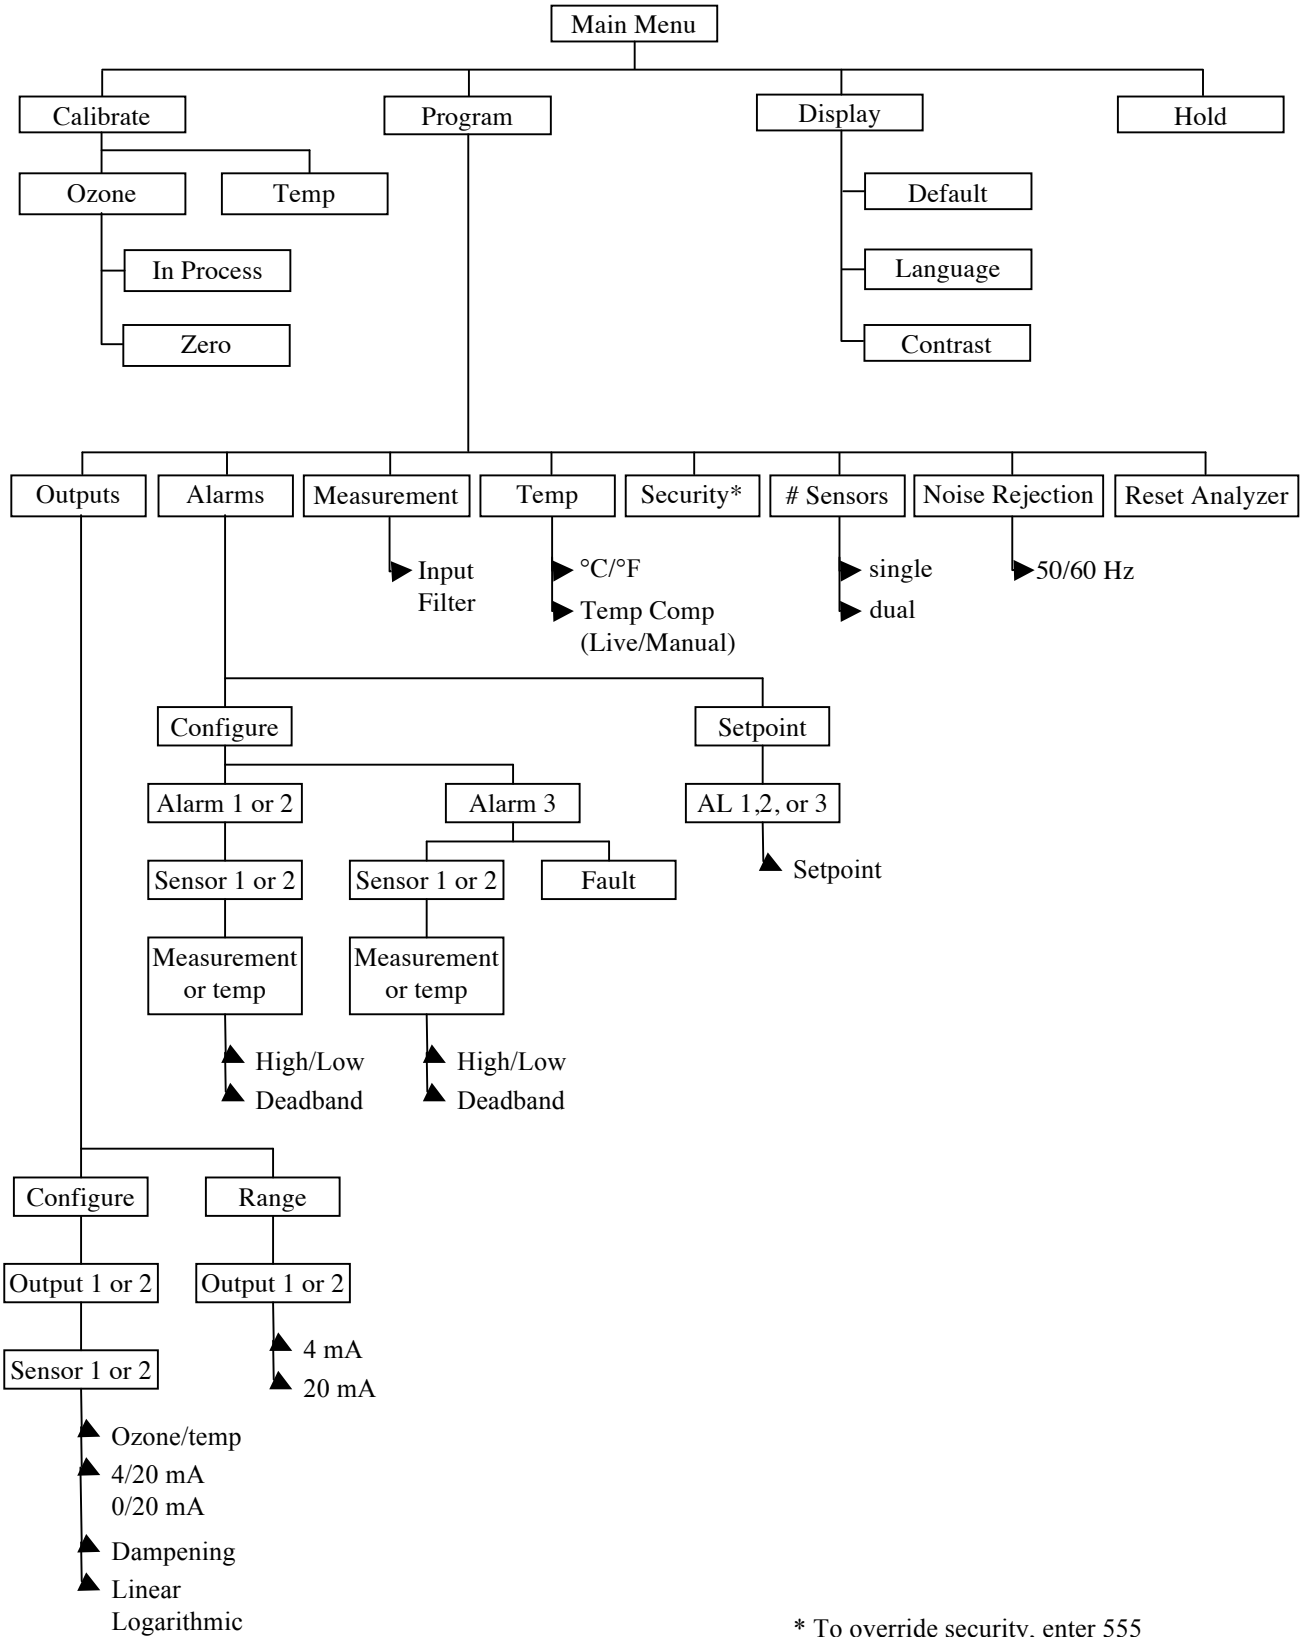 Main Menu
Calibrate
Program
Display
Hold
Ozone
Temp
Default
In Process
Language
Zero
Contrast
Outputs
Alarms
Measurement
Temp
Security*
# Sensors
Noise Rejection
Reset Analyzer
Input
Filter
°C/°F
Temp Comp
(Live/Manual)
single
dual
50/60 Hz
Configure
Setpoint
Alarm 1 or 2
Alarm 3
AL 1,2, or 3
Sensor 1 or 2
Sensor 1 or 2
Fault
Setpoint
Measurement
or temp
Measurement
or temp
High/Low
Deadband
High/Low
Deadband
Configure
Range
Output 1 or 2
Output 1 or 2
Sensor 1 or 2
4 mA
20 mA
Ozone/temp
4/20 mA
0/20 mA
Dampening
Linear
Logarithmic
* To override security, enter 555